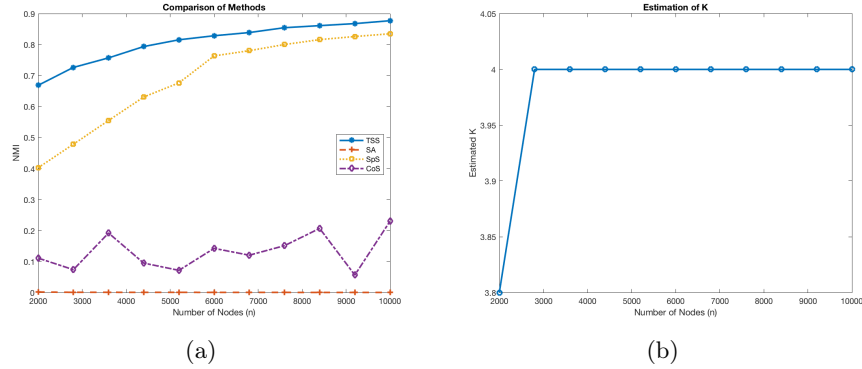 Comparison of Methods
0.9
0.8
0.7
0.6
0.5
0.4
0.3
0.2
0.1
0
NMI
2000 3000 4000 5000 6000 7000 8000 9000 10000
Number of Nodes (n)
TSS
SA
SpS
CoS
(a)
Estimation of K
4.05
4
3.95
3.9
3.85
3.8
Estimated K
2000 3000 4000 5000 6000 7000 8000 9000 10000
Number of Nodes (n)
(b)